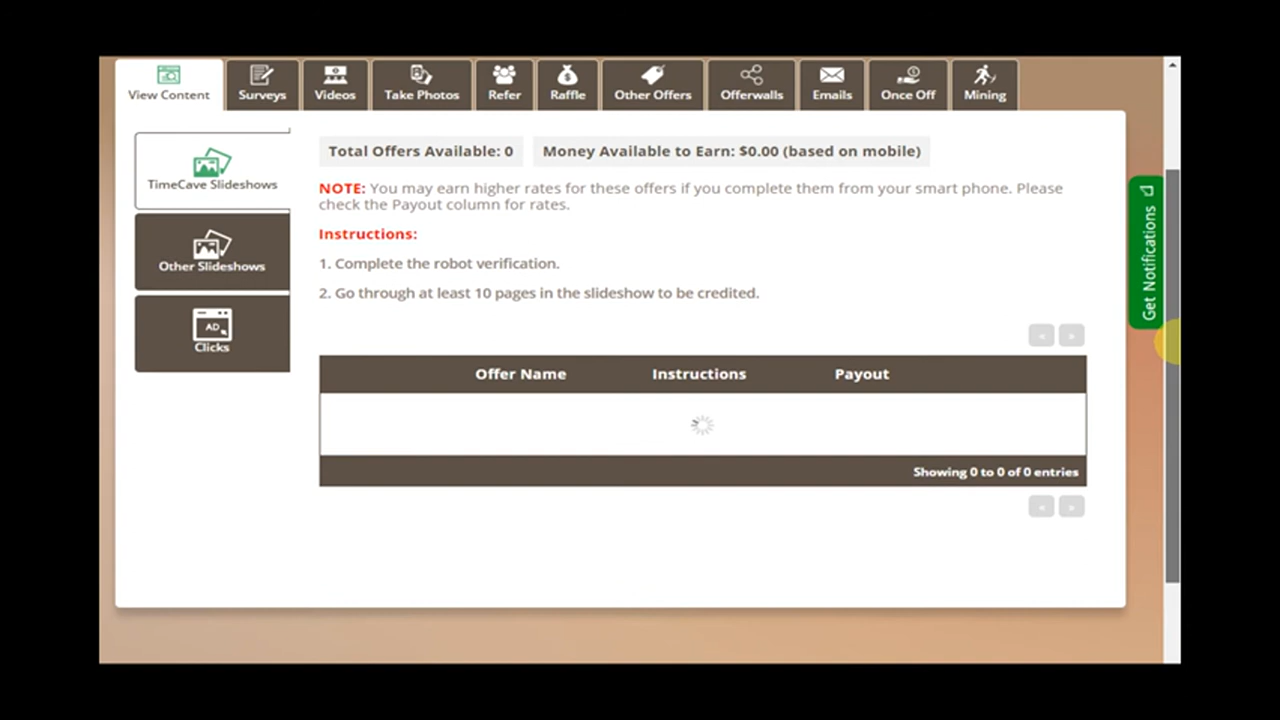 View Content
Surveys
Videos
Take Photos
Refer
Raffle
Other Offers
Offerwalls
Emails
Once Off
Mining
TimeCave Slideshows
Other Slideshows
AD
Clicks
Total Offers Available: 0
Money Available to Earn: $0.00 (based on mobile)
NOTE: You may earn higher rates for these offers if you complete them from your smart phone. Please
check the Payout column for rates.
Instructions:
1. Complete the robot verification.
2. Go through at least 10 pages in the slideshow to be credited.
« »
Offer Name Instructions Payout
Showing 0 to 0 of 0 entries
« »
Get Notifications